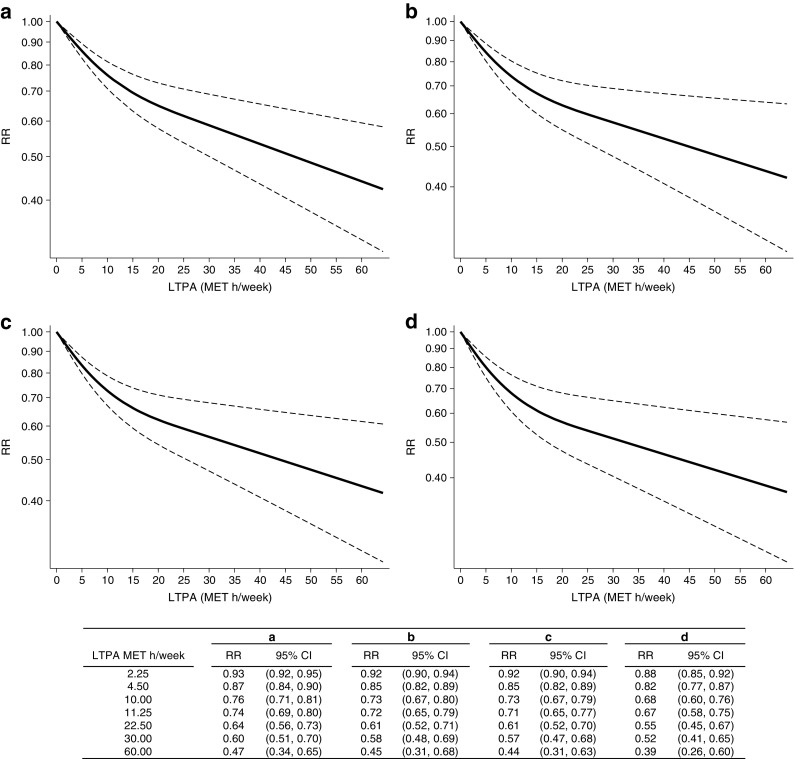 a
1.00
0.90
0.80
0.70
0.60
0.50
0.40
RR
0 5 10 15 20 25 30 35 40 45 50 55 60
LTPA (MET h/week)
b
1.00
0.90
0.80
0.70
0.60
0.50
0.40
RR
0 5 10 15 20 25 30 35 40 45 50 55 60
LTPA (MET h/week)
c
1.00
0.90
0.80
0.70
0.60
0.50
0.40
RR
0 5 10 15 20 25 30 35 40 45 50 55 60
LTPA (MET h/week)
d
1.00
0.90
0.80
0.70
0.60
0.50
0.40
RR
0 5 10 15 20 25 30 35 40 45 50 55 60
LTPA (MET h/week)
a b c d
LTPA MET h/week RR 95% CI RR 95% CI RR 95% CI RR 95% CI
2.25 0.93 (0.92, 0.95) 0.92 (0.90, 0.94) 0.92 (0.90, 0.94) 0.88 (0.85, 0.92)
4.50 0.87 (0.84, 0.90) 0.85 (0.82, 0.89) 0.85 (0.82, 0.89) 0.82 (0.77, 0.87)
10.00 0.76 (0.71, 0.81) 0.73 (0.67, 0.80) 0.73 (0.67, 0.79) 0.68 (0.60, 0.76)
11.25 0.74 (0.69, 0.80) 0.72 (0.65, 0.79) 0.71 (0.65, 0.77) 0.67 (0.58, 0.75)
22.50 0.64 (0.56, 0.73) 0.61 (0.52, 0.71) 0.61 (0.52, 0.70) 0.55 (0.45, 0.67)
30.00 0.60 (0.51, 0.70) 0.58 (0.48, 0.69) 0.57 (0.47, 0.68) 0.52 (0.41, 0.65)
60.00 0.47 (0.34, 0.65) 0.45 (0.31, 0.68) 0.44 (0.31, 0.63) 0.39 (0.26, 0.60)